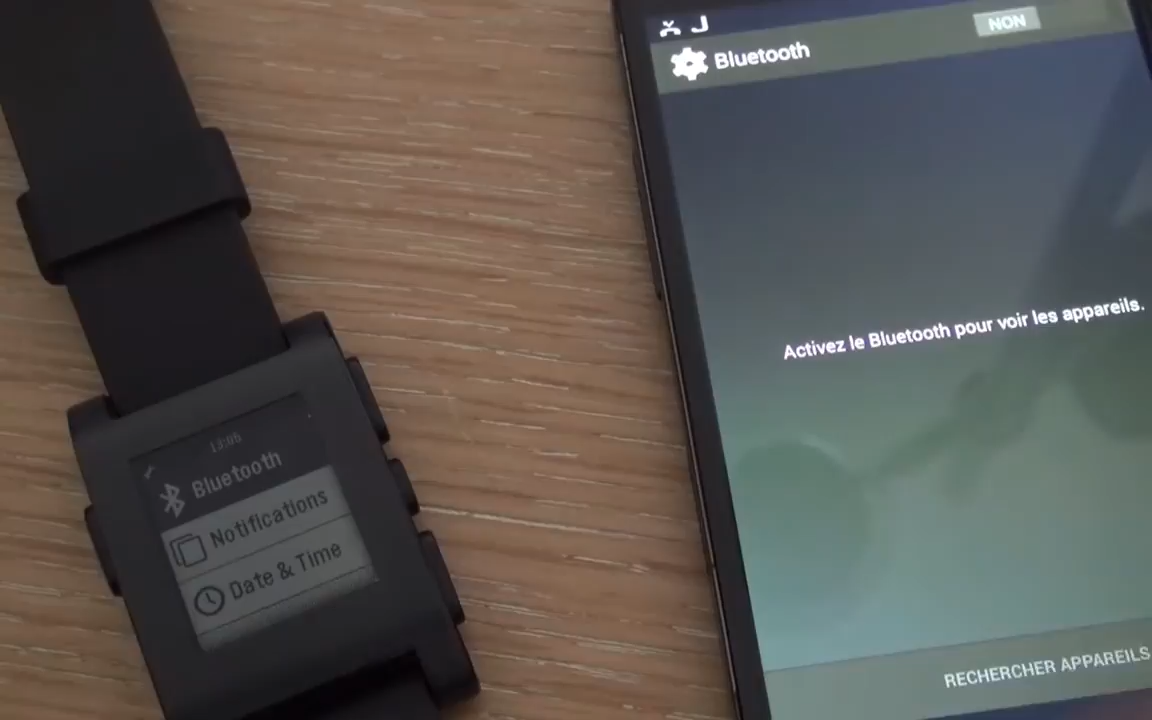 NON
Bluetooth
Activez le Bluetooth pour voir les appareils.
RECHERCHER APPAREILS
13:06
Bluetooth
Notifications
Date & Time